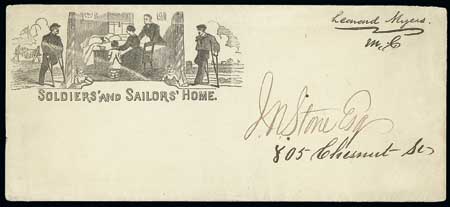 Leonard Myers.
M.C
SOLDIERS' AND SAILORS' HOME.
J.N. Stone Esq
805 Chesnut St